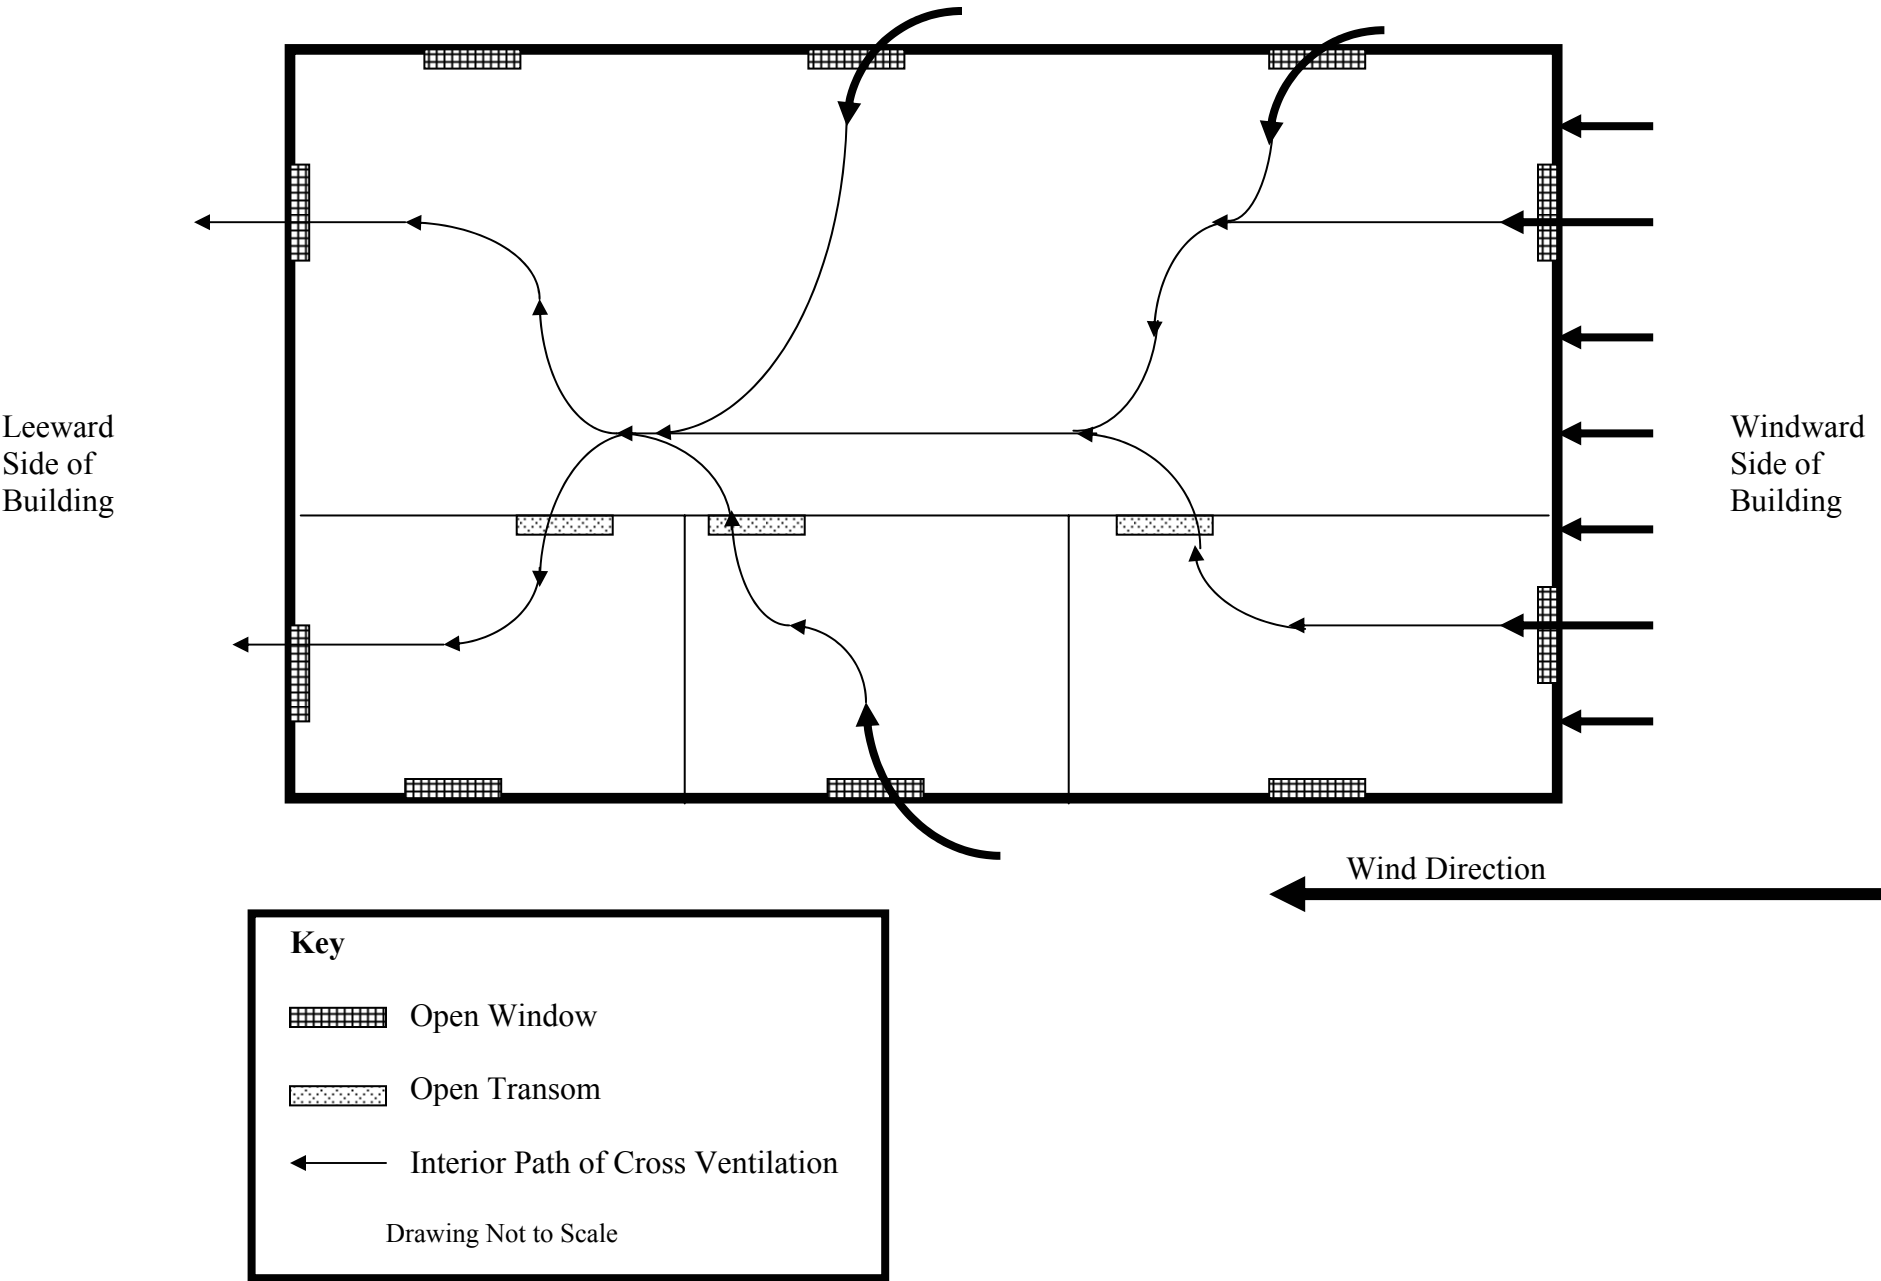 Leeward
Side of
Building
Windward
Side of
Building
Wind Direction
Key
Open Window
Open Transom
Interior Path of Cross Ventilation
Drawing Not to Scale